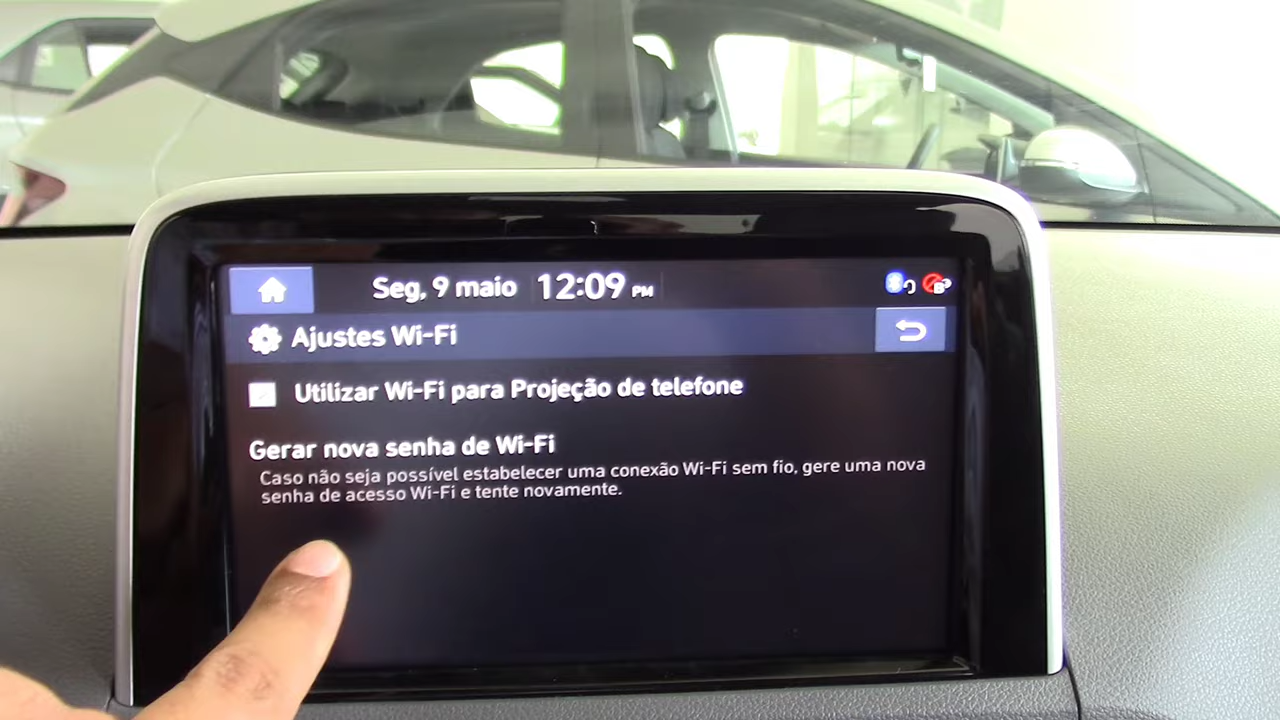 Seg, 9 maio 12:09 PM
Ajustes Wi-Fi
Utilizar Wi-Fi para Projeção de telefone
Gerar nova senha de Wi-Fi
Caso não seja possível estabelecer uma conexão Wi-Fi sem fio, gere uma nova
senha de acesso Wi-Fi e tente novamente.